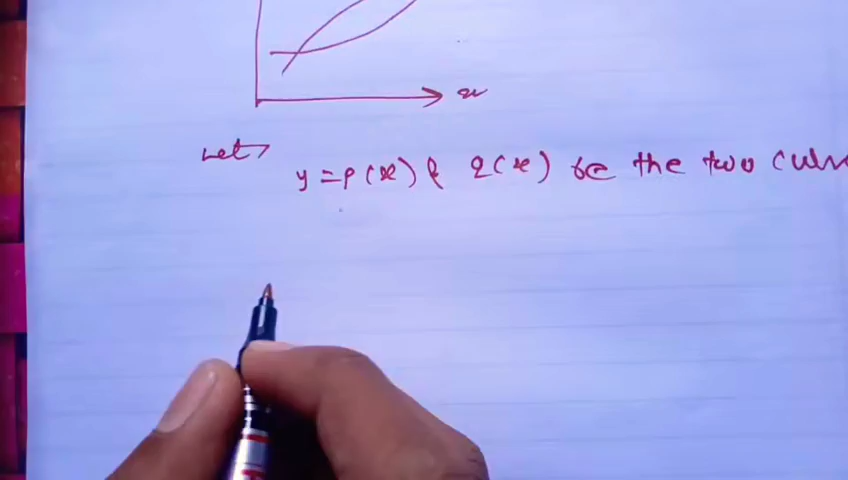 x
Let
y = p(x) & q(x) be the two